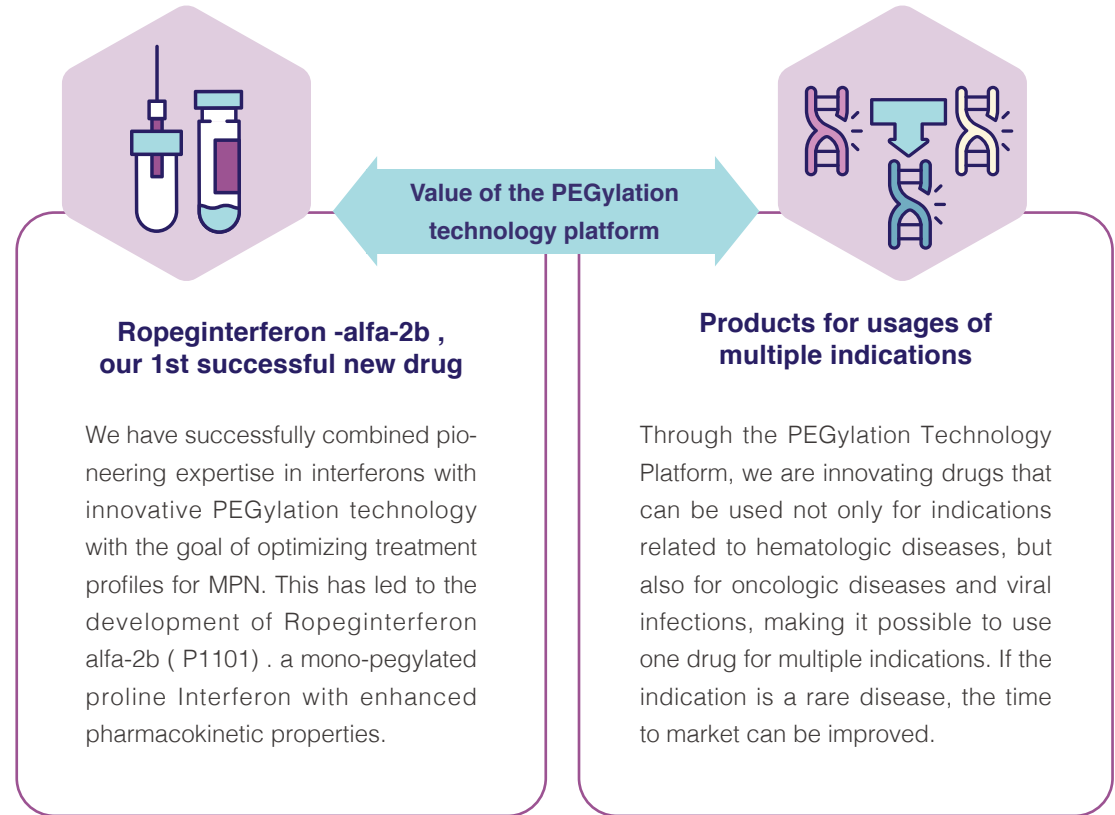 Value of the PEGylation
technology platform
Ropeginterferon -alfa-2b ,
our 1st successful new drug
We have successfully combined pio-
neering expertise in interferons with
innovative PEGylation technology
with the goal of optimizing treatment
profiles for MPN. This has led to the
development of Ropeginterferon
alfa-2b ( P1101) . a mono-pegylated
proline Interferon with enhanced
pharmacokinetic properties.
Products for usages of
multiple indications
Through the PEGylation Technology
Platform, we are innovating drugs that
can be used not only for indications
related to hematologic diseases, but
also for oncologic diseases and viral
infections, making it possible to use
one drug for multiple indications. If the
indication is a rare disease, the time
to market can be improved.